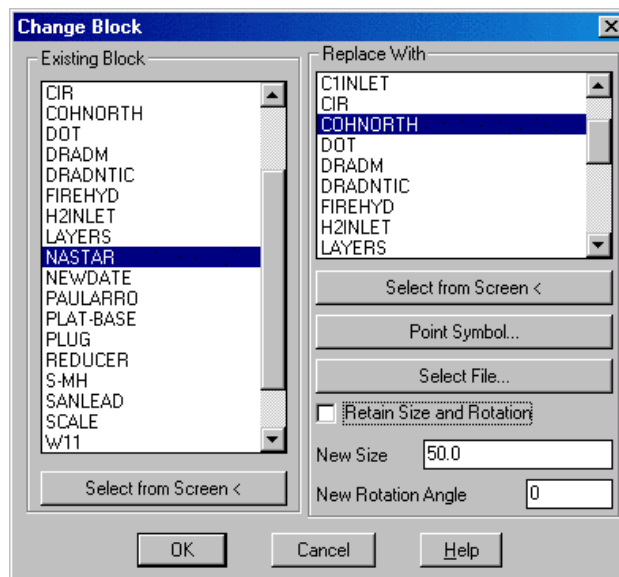 Change Block
Existing Block
CIR
COHNORTH
DOT
DRADM
DRADNTIC
FIREHYD
H2INLET
LAYERS
NASTAR
NEWDATE
PAULARRO
PLAT-BASE
PLUG
REDUCER
S-MH
SANLEAD
SCALE
W11
Select from Screen <
Replace With
C1INLET
CIR
COHNORTH
DOT
DRADM
DRADNTIC
FIREHYD
H2INLET
LAYERS
Select from Screen <
Point Symbol...
Select File...
Retain Size and Rotation
New Size 50.0
New Rotation Angle 0
OK Cancel Help